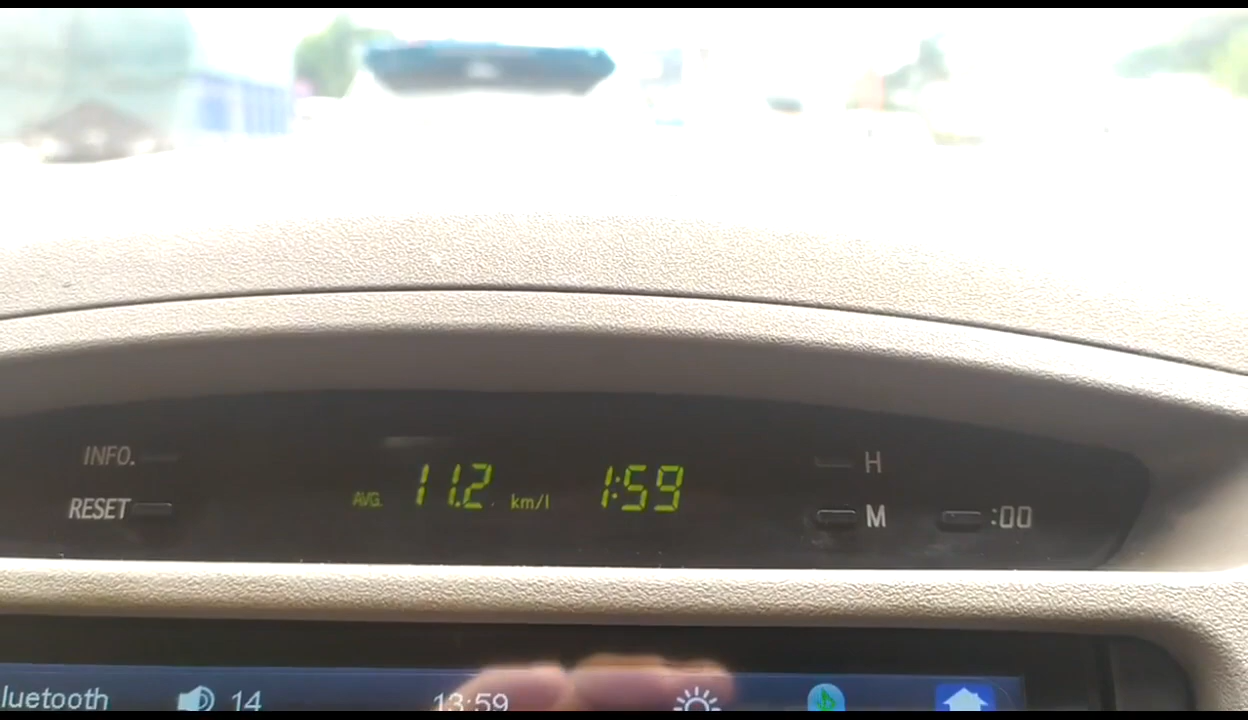 INFO.
H
AVG. 11.2 km/l 1:59
RESET
M :00
luetooth 14 13:59